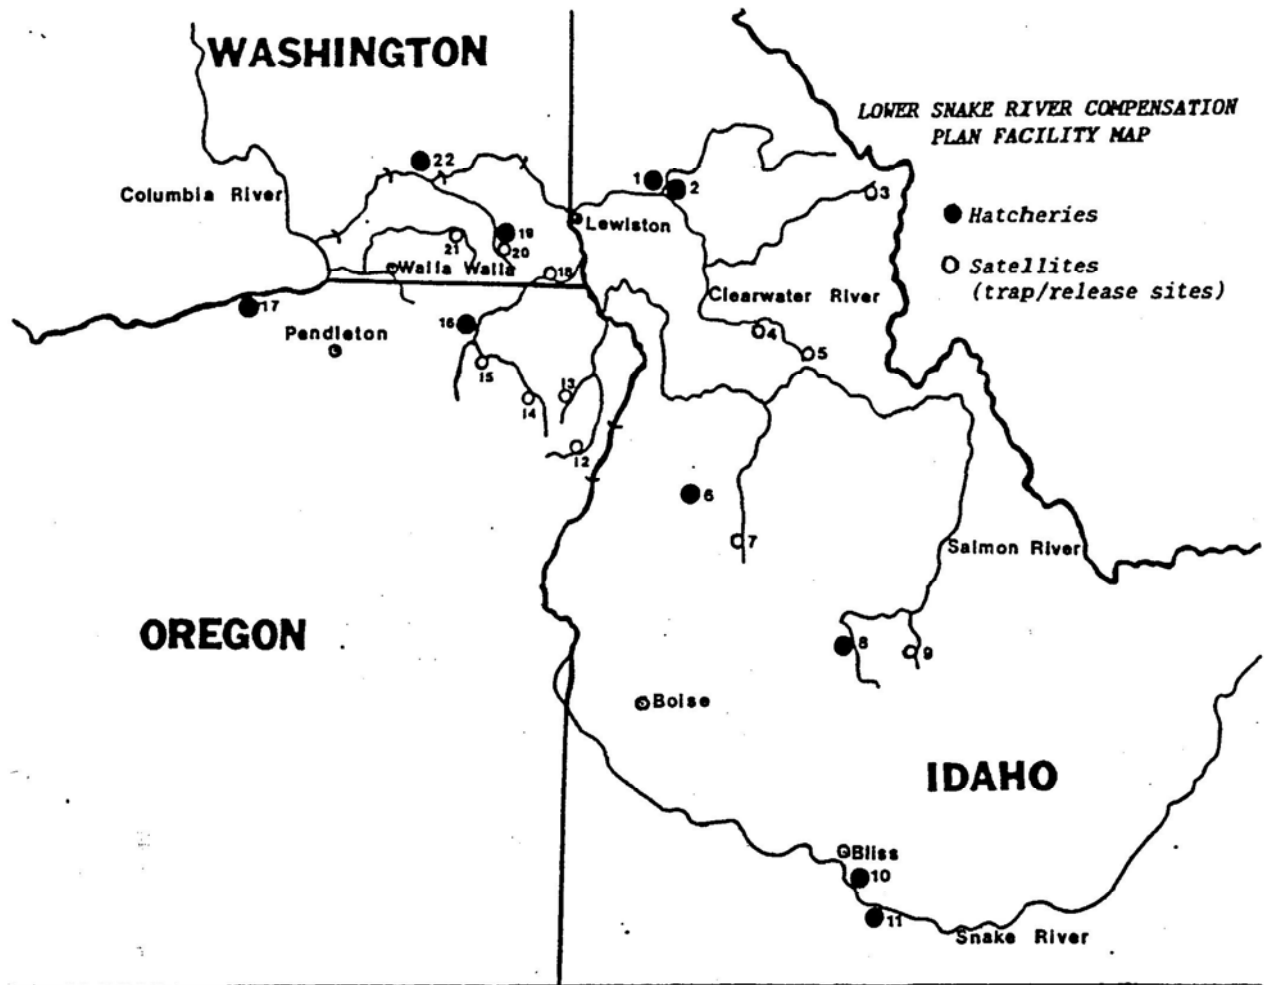 WASHINGTON
LOWER SNAKE RIVER COMPENSATION
PLAN FACILITY MAP
22
1
2
3
Columbia River
Hatcheries
Lewiston
19
20
21
Walla Walla
18
Satellites
(trap/release sites)
Clearwater River
17
16
4
Pendleton
5
15
14
13
12
6
7
Salmon River
OREGON
8
9
Boise
IDAHO
Bliss
10
11
Snake River